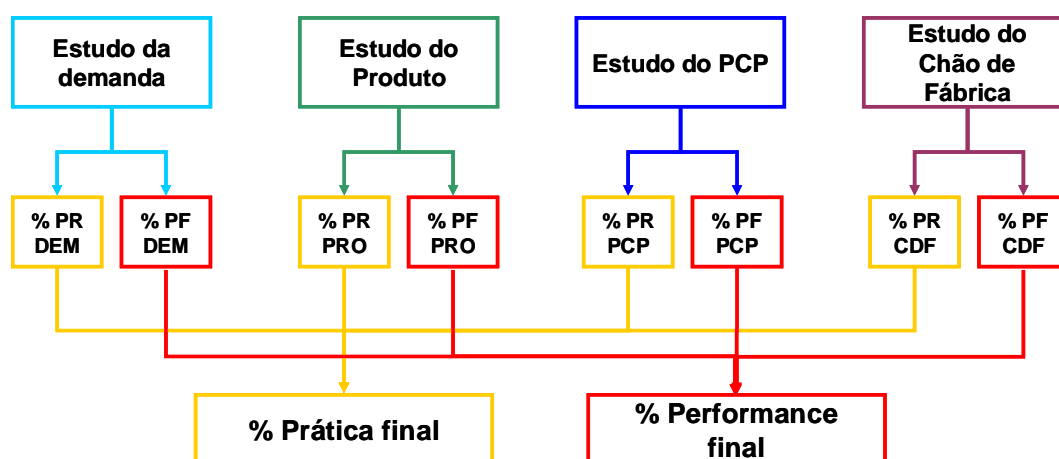 Estudo da
demanda
Estudo do
Produto
Estudo do PCP
Estudo do
Chão de
Fábrica
% PR
DEM
% PF
DEM
% PR
PRO
% PF
PRO
% PR
PCP
% PF
PCP
% PR
CDF
% PF
CDF
% Prática final
% Performance
final